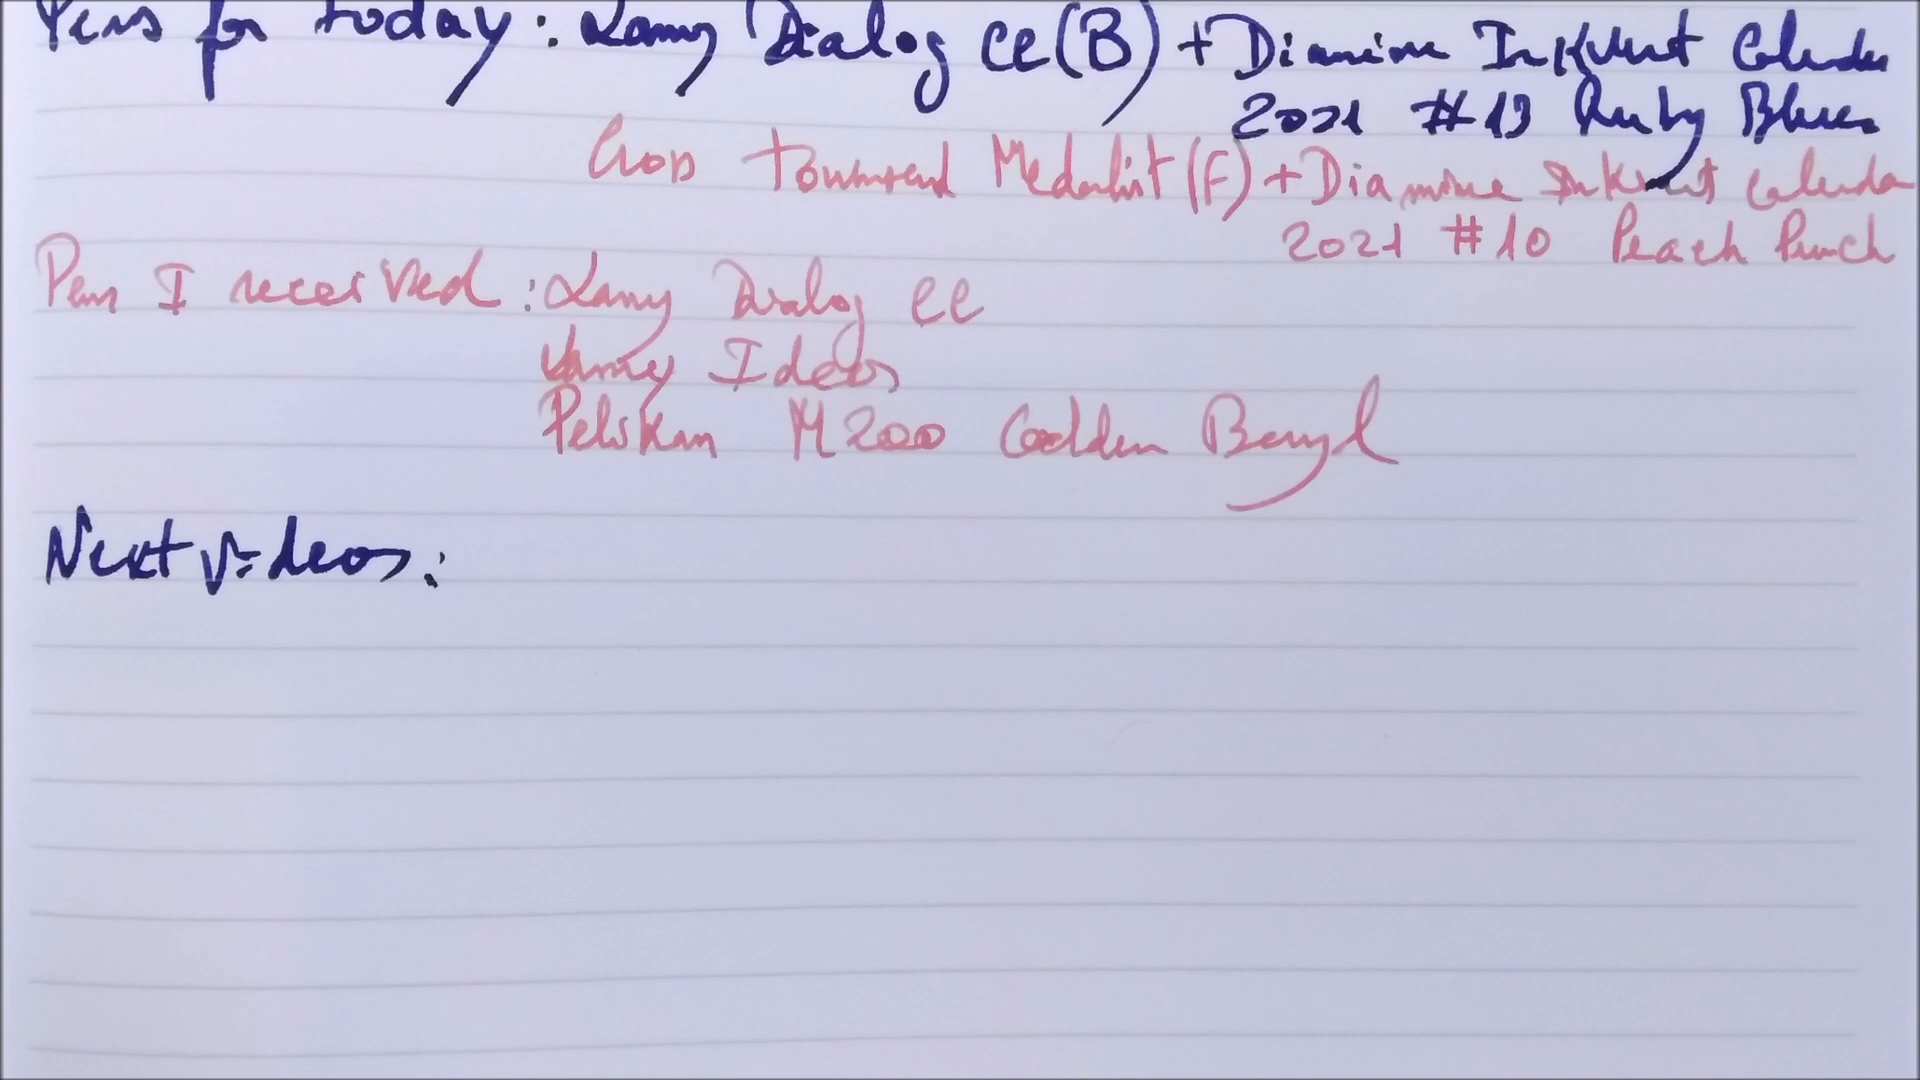 Pens for today: Lamy Dialog CC (B) + Diamine Inkvent Calendar
2021 #13 Ruby Blues
Cross Townsend Medalist (F) + Diamine Inkvent Calendar
2021 #10 Peach Punch
Pens I received: Lamy Dialog CC
Lamy Ideos
Pelikan M200 Golden Beryl
Next videos: